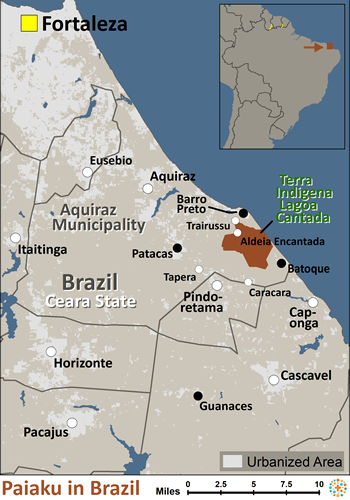 Fortaleza
Eusebio
Aquiraz
Terra
Indigena
Lagoa
Cantada
Barro
Preto
Trairussu
Aquiraz
Municipality
Aldeia Encantada
Itaitinga
Patacas
Batoque
Tapera
Brazil
Ceara State
Pindo-
retama
Caracara
Cap-
onga
Horizonte
Cascavel
Guanaces
Pacajus
Urbanized Area
Paiaku in Brazil
Miles
0 2.5 5 7.5 10